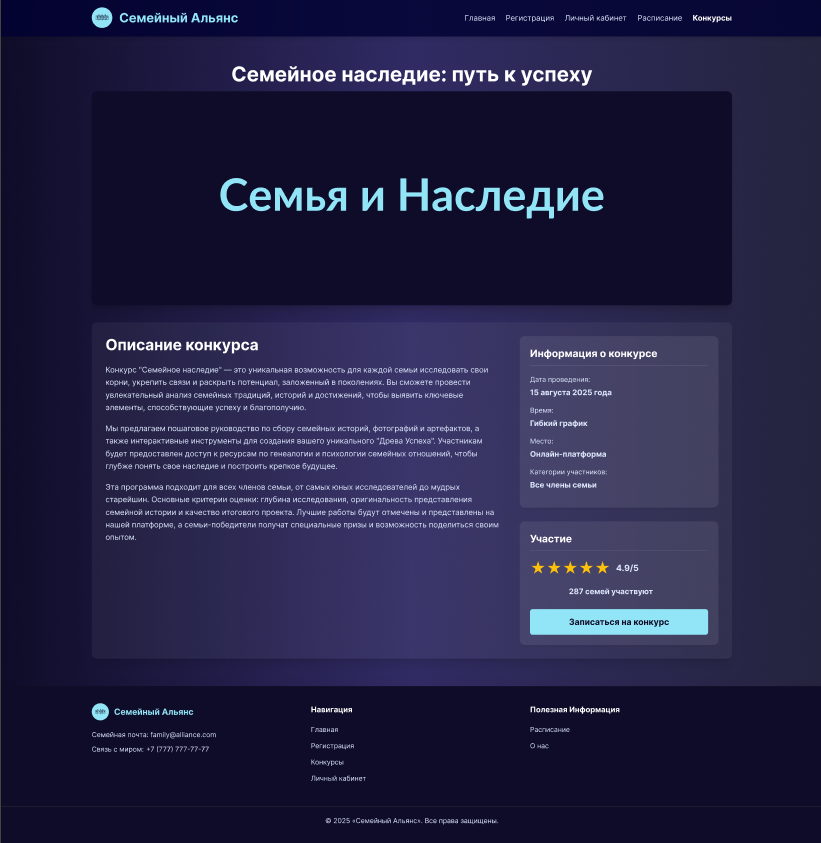 Семейный Альянс
Главная Регистрация Личный кабинет Расписание Конкурсы
Семейное наследие: путь к успеху
Семья и Наследие
Описание конкурса
Конкурс "Семейное наследие" — это уникальная возможность для каждой семьи исследовать свои
корни, укрепить связи и раскрыть потенциал, заложенный в поколениях. Вы сможете провести
увлекательный анализ семейных традиций, историй и достижений, чтобы выявить ключевые
элементы, способствующие успеху и благополучию.
Мы предлагаем пошаговое руководство по сбору семейных историй, фотографий и артефактов, а
также интерактивные инструменты для создания вашего уникального "Древа Успеха". Участникам
будет предоставлен доступ к ресурсам по генеалогии и психологии семейных отношений, чтобы
глубже понять свое наследие и построить крепкое будущее.
Эта программа подходит для всех членов семьи, от самых юных исследователей до мудрых
старейшин. Основные критерии оценки: глубина исследования, оригинальность представления
семейной истории и качество итогового проекта. Лучшие работы будут отмечены и представлены на
нашей платформе, а семьи-победители получат специальные призы и возможность поделиться своим
опытом.
Информация о конкурсе
Дата проведения:
15 августа 2025 года
Время:
Гибкий график
Место:
Онлайн-платформа
Категории участников:
Все члены семьи
Участие
★★★★★ 4.9/5
287 семей участвуют
Записаться на конкурс
Семейный Альянс
Семейная почта: family@alliance.com
Связь с миром: +7 (777) 777-77-77
Навигация
Главная
Регистрация
Конкурсы
Личный кабинет
Полезная Информация
Расписание
О нас
© 2025 «Семейный Альянс». Все права защищены.